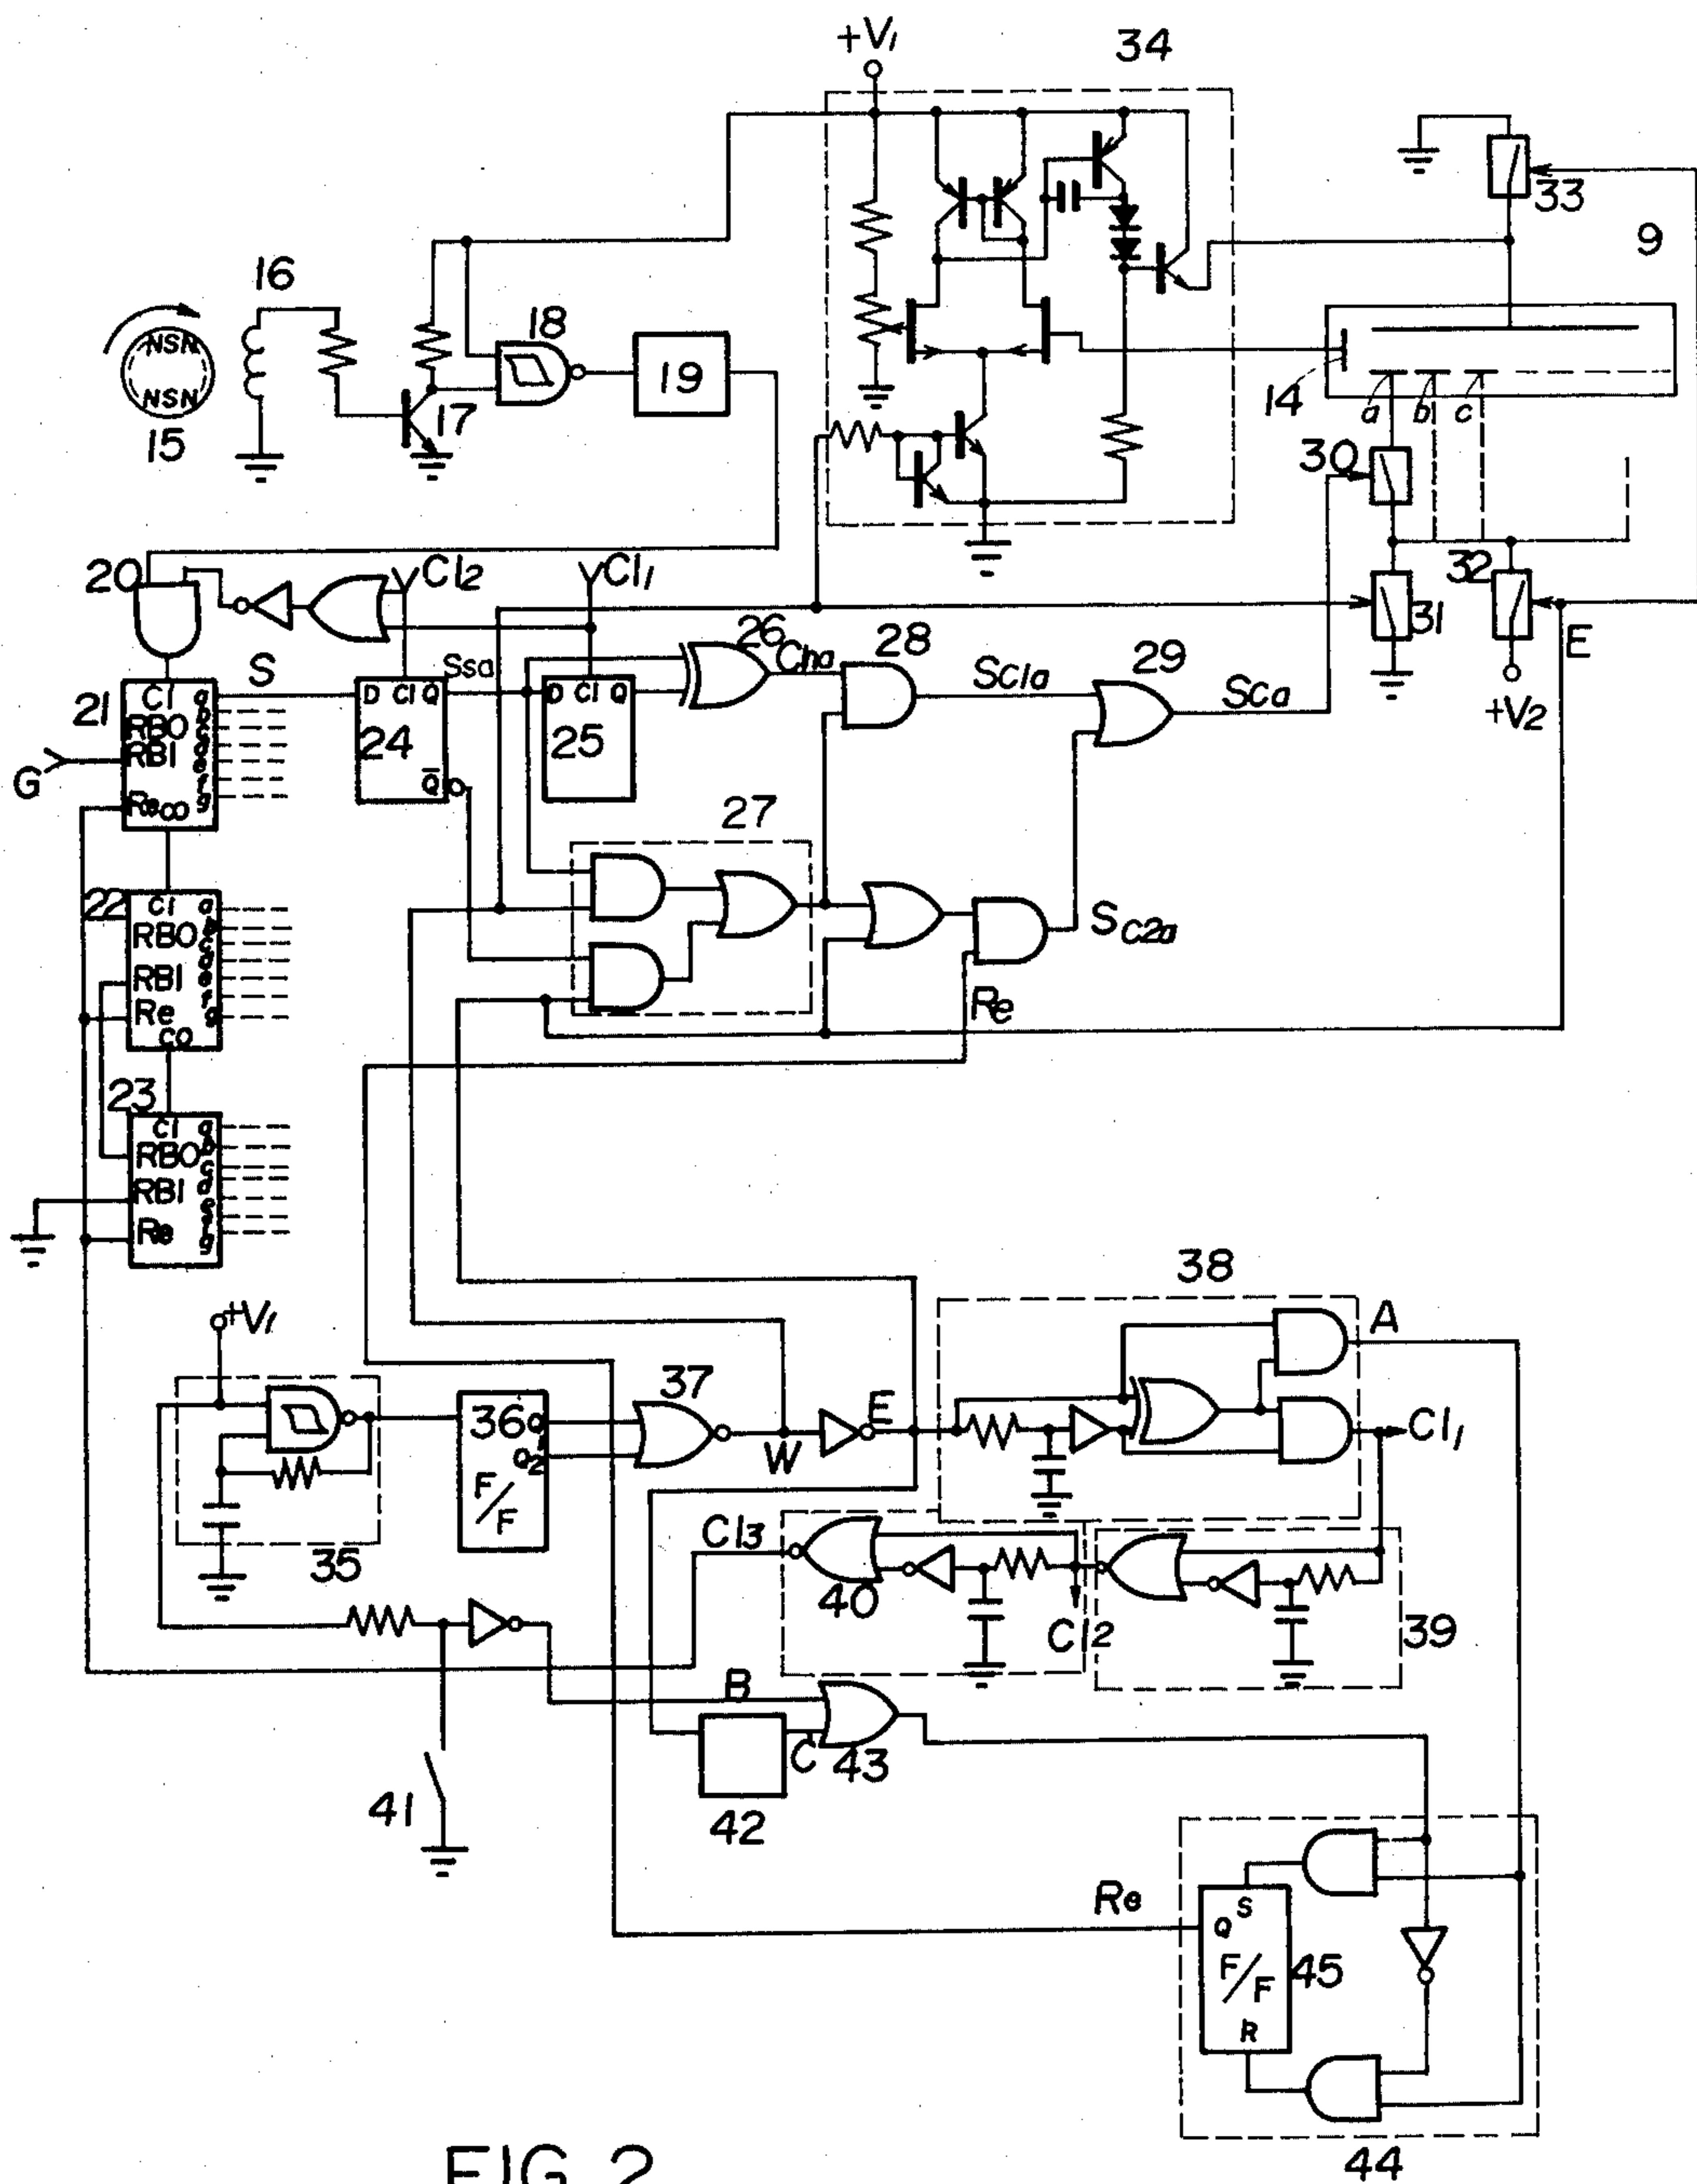 +V1
34
33
9
16
18
NSN
NSN
19
17
15
14
a
b
c
30
20
Cl2
Cl1
32
31
E
+V2
26
Cha
28
29
S
Ssa
Scla
Sca
21
Cl
RBO
RBI
Re
CO
a
b
c
d
e
f
g
G
D
Cl
Q
24
Q̄
D
Cl
Q
25
27
22
Cl
RBO
RBI
Re
CO
a
b
c
d
e
f
g
Sc2a
Re
23
Cl
RBO
RBI
Re
a
b
c
d
e
f
g
38
A
+V1
37
36
Q1
Q2
F/F
W
E
Cl1
35
Cl3
40
Cl2
39
B
C
43
41
42
Re
S
Q
F/F
45
R
44
FIG. 2